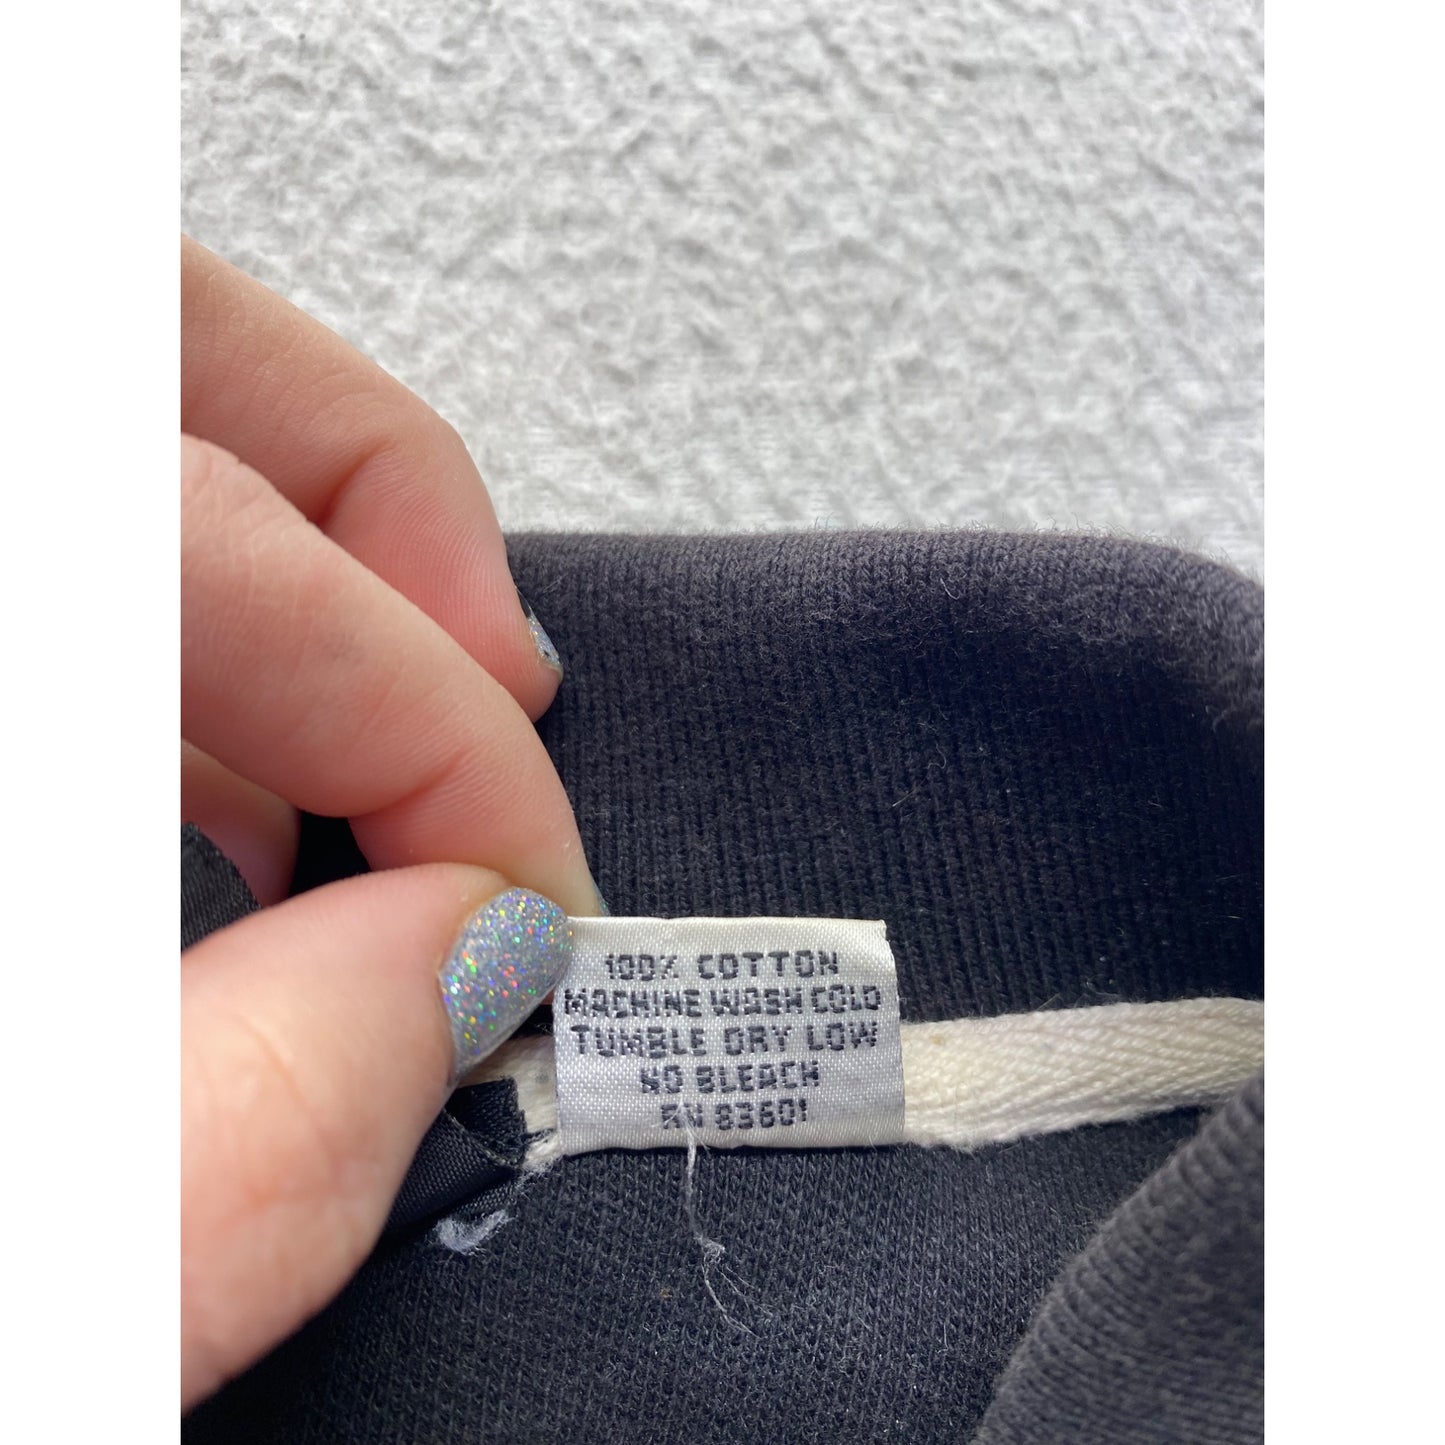 100% COTTON
MACHINE WASH COLD
TUMBLE DRY LOW
NO BLEACH
RN 83601